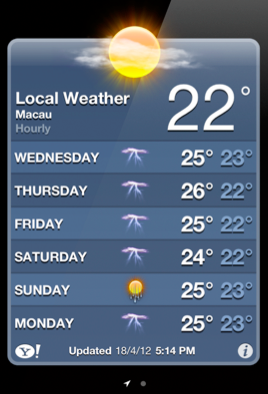 Local Weather
22°
Macau
Hourly
WEDNESDAY 25° 23°
THURSDAY 26° 22°
FRIDAY 25° 22°
SATURDAY 24° 22°
SUNDAY 25° 23°
MONDAY 25° 23°
Y! Updated 18/4/12 5:14 PM i